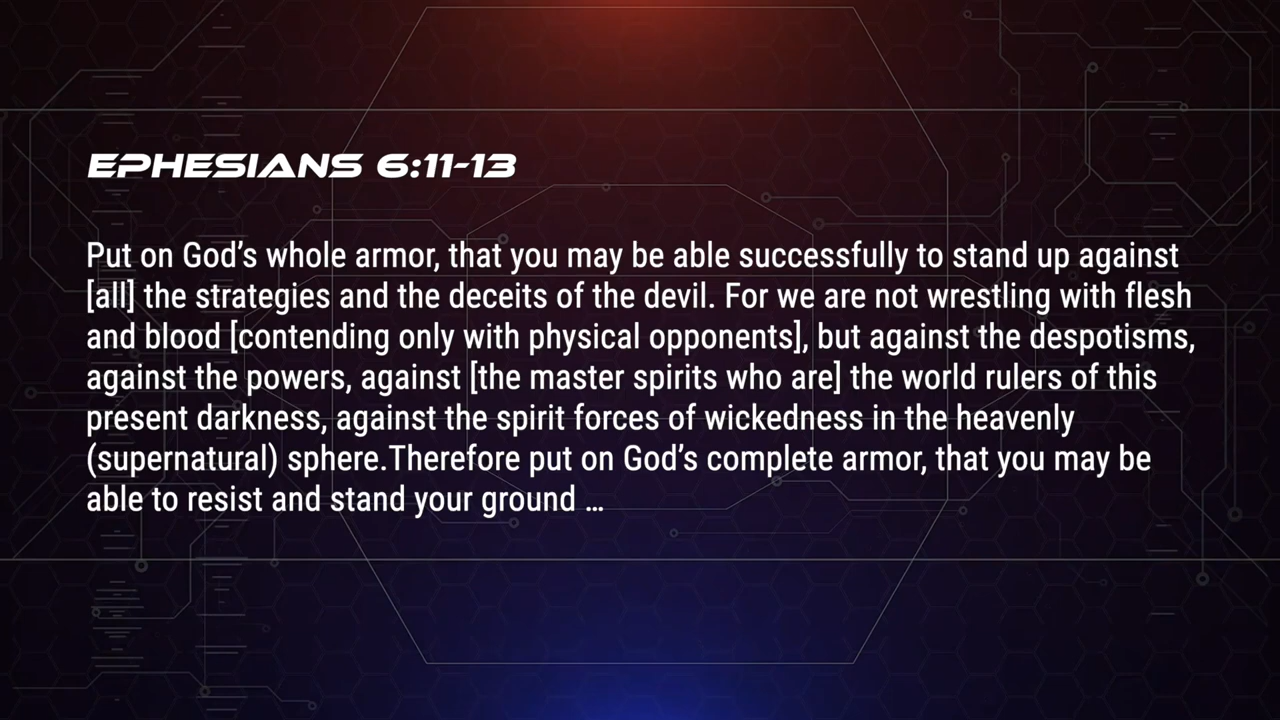 EPHESIANS 6:11-13
Put on God’s whole armor, that you may be able successfully to stand up against
[all] the strategies and the deceits of the devil. For we are not wrestling with flesh
and blood [contending only with physical opponents], but against the despotisms,
against the powers, against [the master spirits who are] the world rulers of this
present darkness, against the spirit forces of wickedness in the heavenly
(supernatural) sphere.Therefore put on God’s complete armor, that you may be
able to resist and stand your ground …